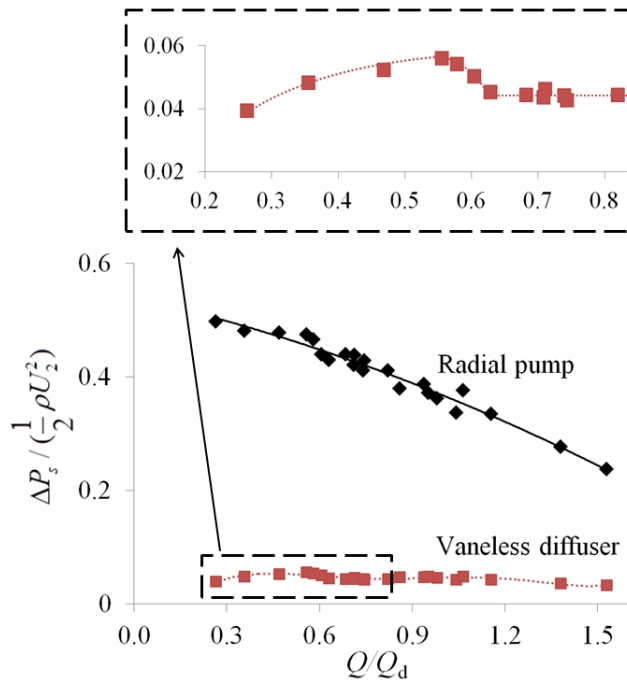 0.06
0.04
0.02
0.2 0.3 0.4 0.5 0.6 0.7 0.8
0.6
0.4
0.2
0
ΔP_s / (1/2 ρU_2^2)
Radial pump
Vaneless diffuser
0.0 0.3 0.6 0.9 1.2 1.5
Q/Q_d